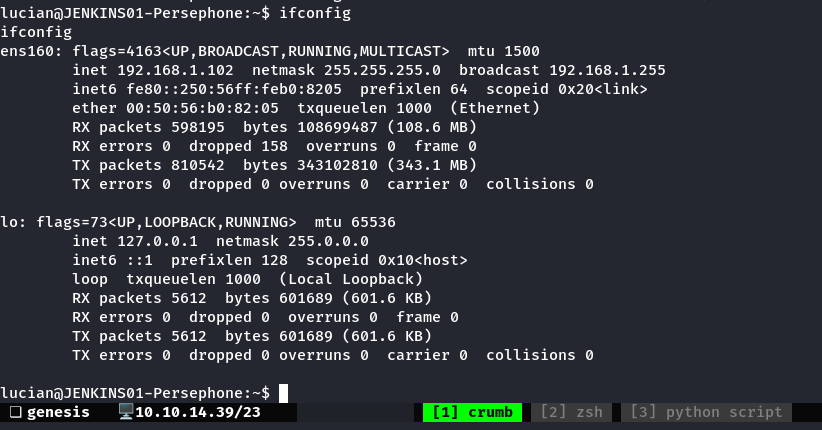 lucian@JENKINS01-Persephone:~$ ifconfig
ifconfig
ens160: flags=4163<UP,BROADCAST,RUNNING,MULTICAST>  mtu 1500
        inet 192.168.1.102  netmask 255.255.255.0  broadcast 192.168.1.255
        inet6 fe80::250:56ff:feb0:8205  prefixlen 64  scopeid 0x20<link>
        ether 00:50:56:b0:82:05  txqueuelen 1000  (Ethernet)
        RX packets 598195  bytes 108699487 (108.6 MB)
        RX errors 0  dropped 158  overruns 0  frame 0
        TX packets 810542  bytes 343102810 (343.1 MB)
        TX errors 0  dropped 0 overruns 0  carrier 0  collisions 0

lo: flags=73<UP,LOOPBACK,RUNNING>  mtu 65536
        inet 127.0.0.1  netmask 255.0.0.0
        inet6 ::1  prefixlen 128  scopeid 0x10<host>
        loop  txqueuelen 1000  (Local Loopback)
        RX packets 5612  bytes 601689 (601.6 KB)
        RX errors 0  dropped 0  overruns 0  frame 0
        TX packets 5612  bytes 601689 (601.6 KB)
        TX errors 0  dropped 0 overruns 0  carrier 0  collisions 0

lucian@JENKINS01-Persephone:~$
genesis 10.10.14.39/23 [1] crumb [2] zsh [3] python script